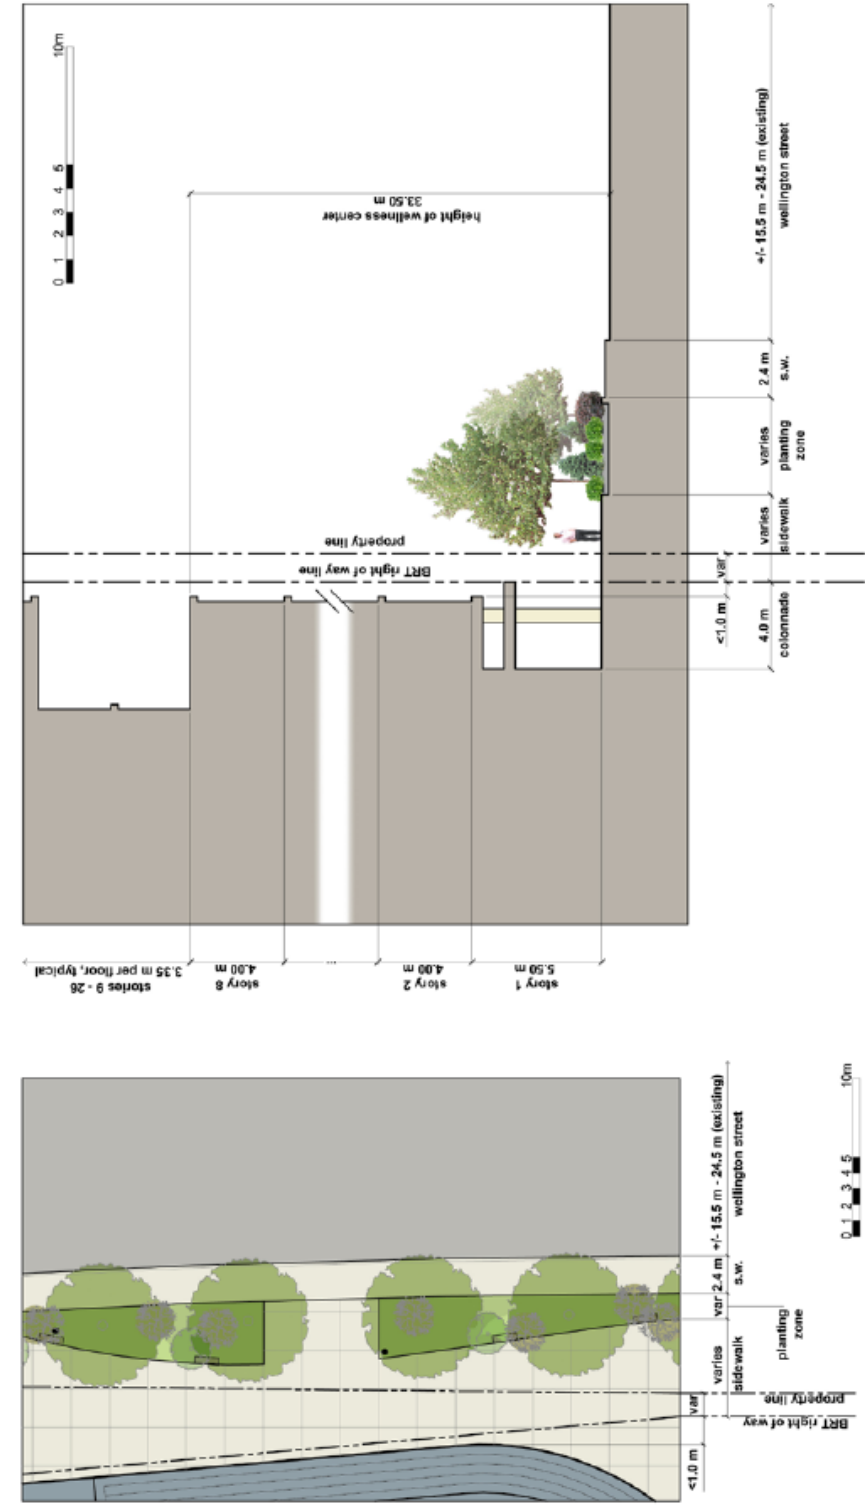 10m
5
4
3
2
1
0
33.50 m
height of wellness center
+/- 15.5 m - 24.5 m (existing)
wellington street
2.4 m
s.w.
varies
planting
zone
varies
sidewalk
property line
BRT right of way line
var
<1.0 m
4.0 m
colonnade
stories 9 - 26
3.35 m per floor, typical
story 8
4.00 m
...
story 2
4.00 m
story 1
5.50 m
+/- 15.5 m - 24.5 m (existing)
wellington street
10m
5
4
3
2
1
0
2.4 m
s.w.
var
planting
zone
varies
sidewalk
property line
var
BRT right of way
<1.0 m